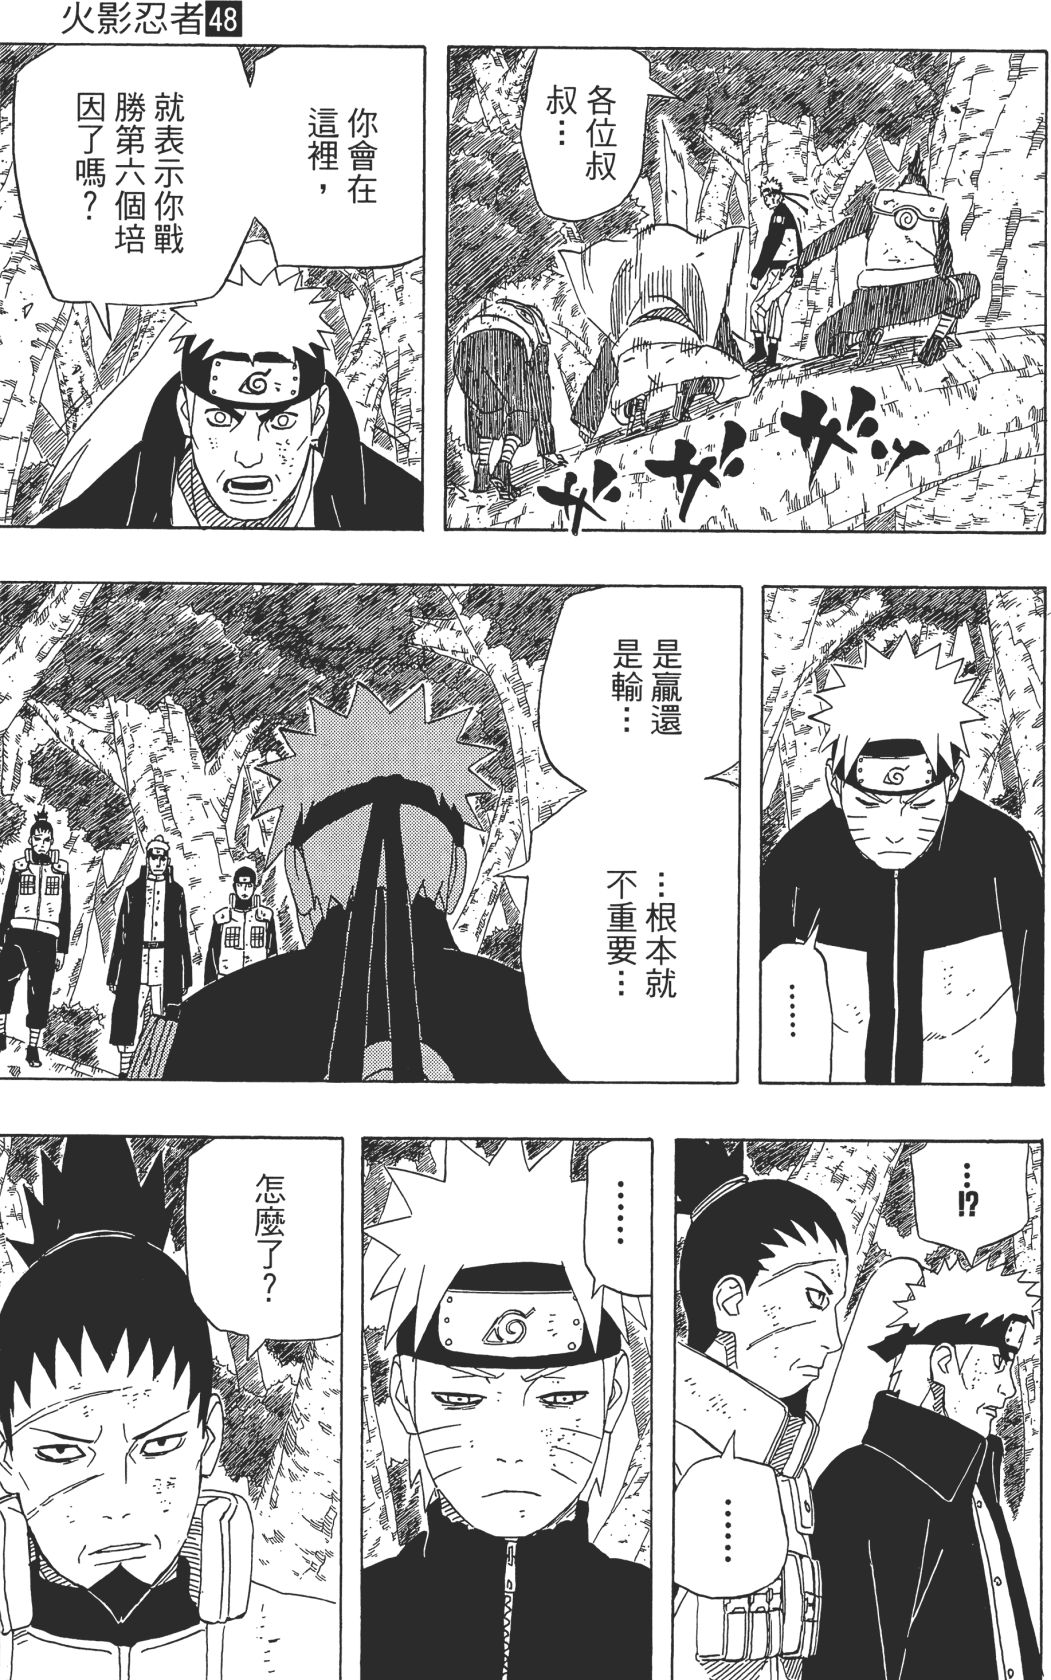 火影忍者48
各位叔
叔…
ザザザザッ
你會在
這裡，
就表示你戰
勝第六個培
因了嗎？
……
是贏還
是輸…
…根本就
不重要…
…!?
……
……
怎麼了？